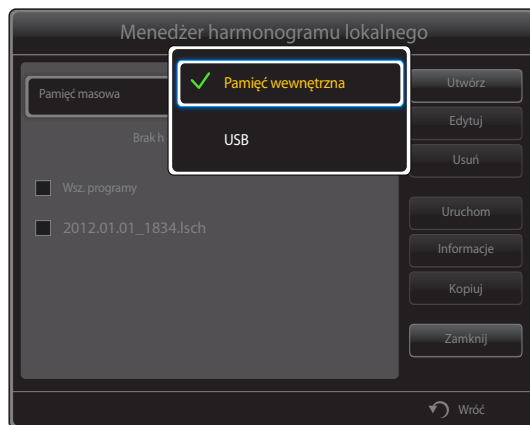 Menedżer harmonogramu lokalnego
Pamięć masowa
Pamięć wewnętrzna
USB
Brak h
Wsz. programy
2012.01.01_1834.lsch
Utwórz
Edytuj
Usuń
Uruchom
Informacje
Kopiuj
Zamknij
Wróć